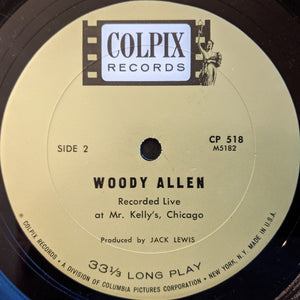 COLPIX
RECORDS
SIDE 2
CP 518
M5182
WOODY ALLEN
Recorded Live
at Mr. Kelly's, Chicago
Produced by JACK LEWIS
33⅓ LONG PLAY
© COLPIX RECORDS • A DIVISION OF COLUMBIA PICTURES CORPORATION • NEW YORK, N.Y. MADE IN U.S.A.